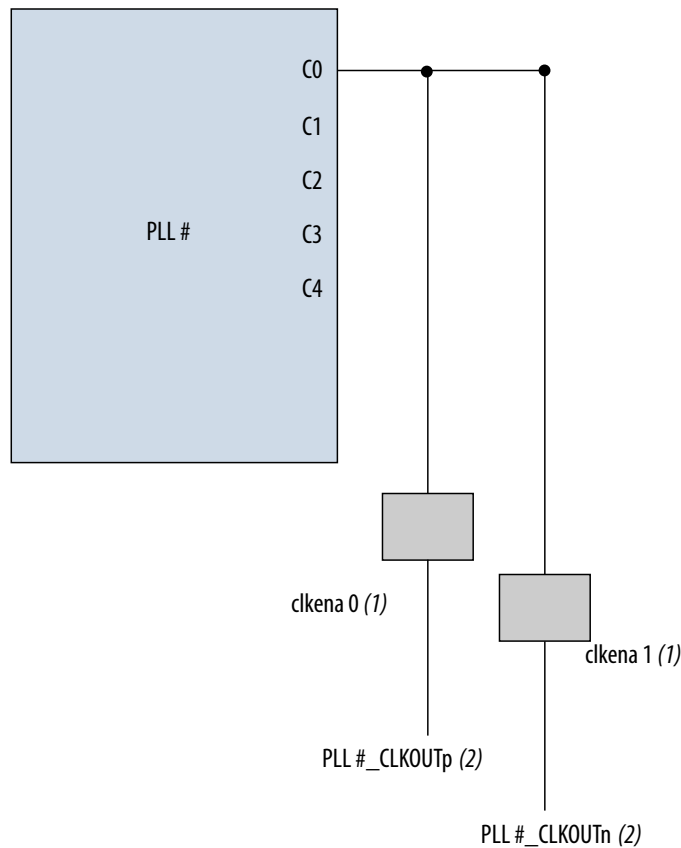 C0
C1
C2
PLL #
C3
C4
clkena 0 (1)
clkena 1 (1)
PLL #_CLKOUTp (2)
PLL #_CLKOUTn (2)